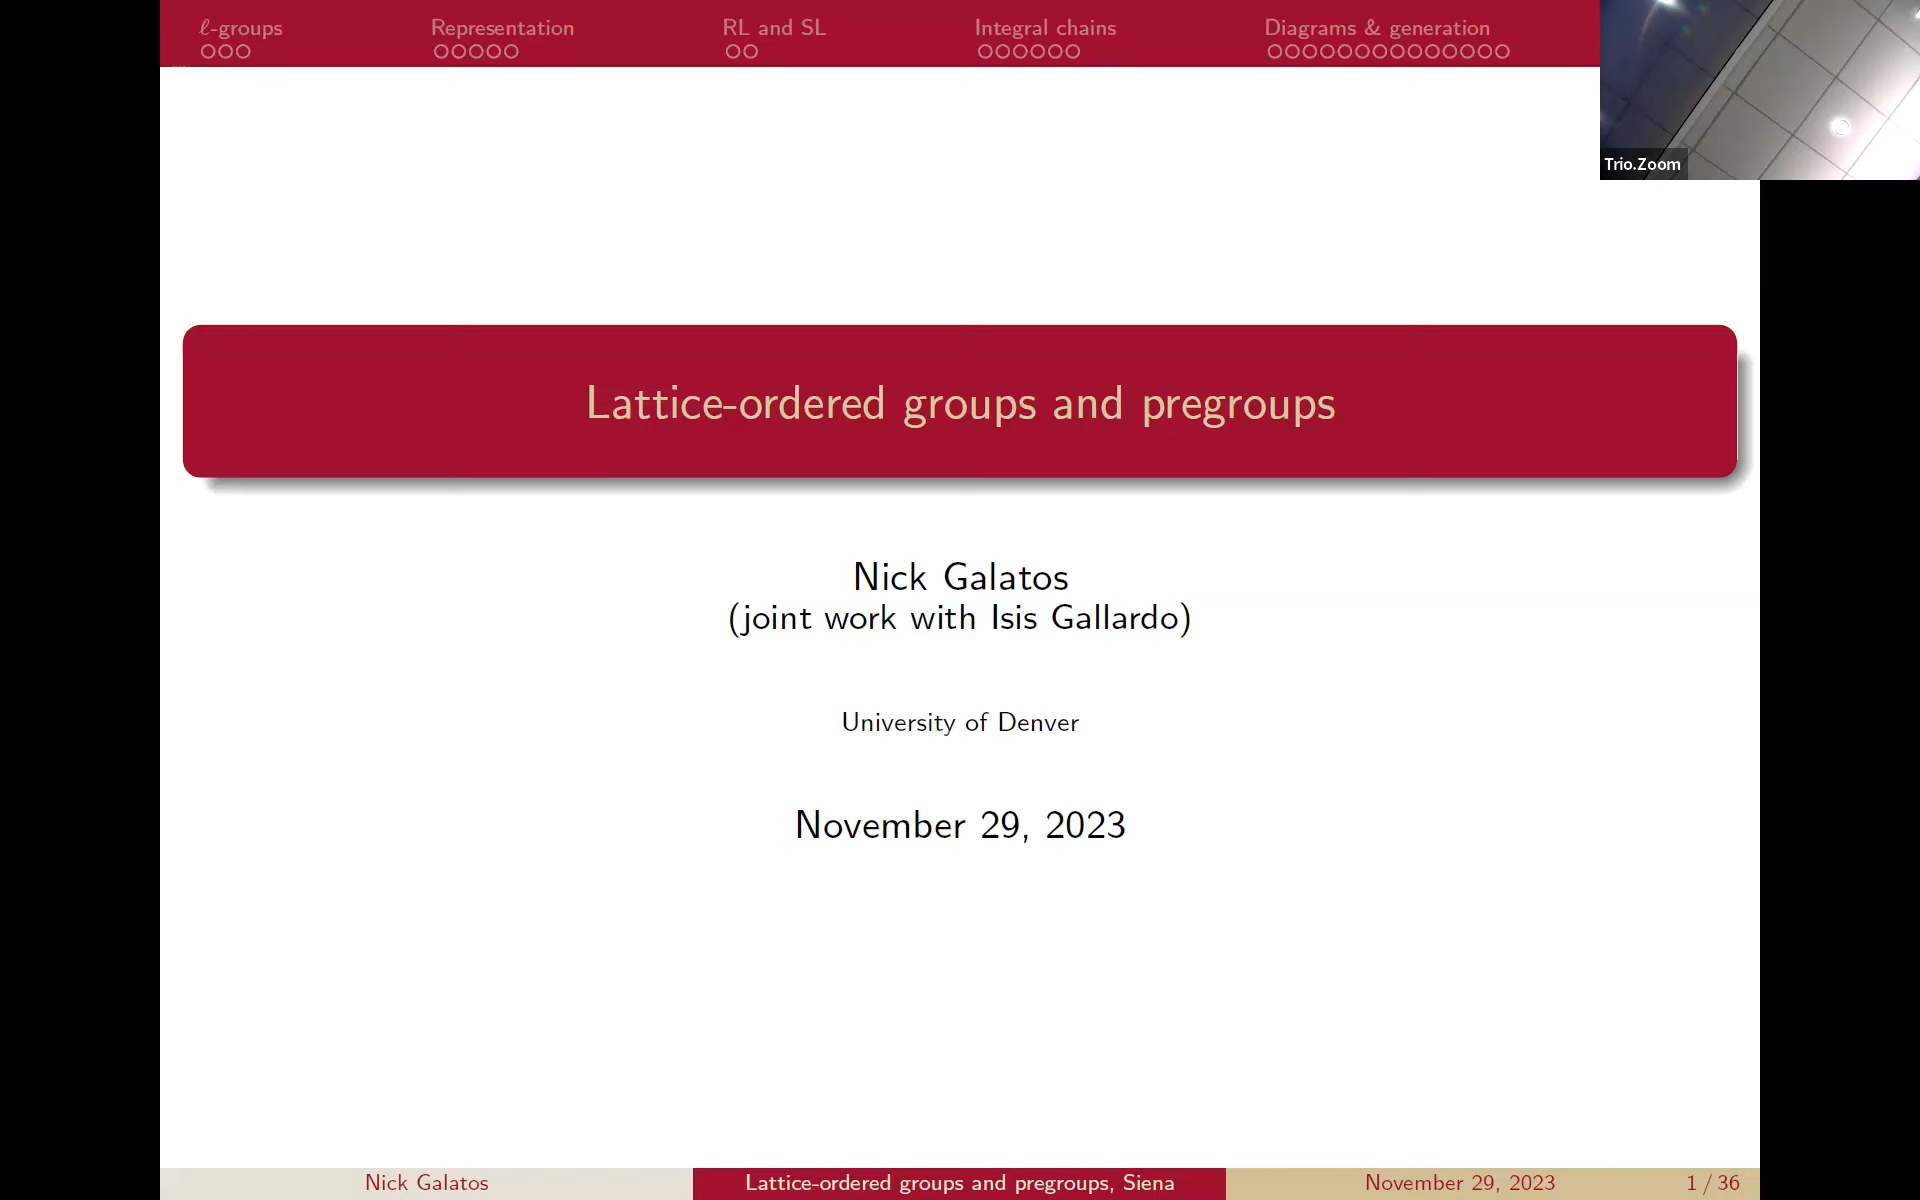 ℓ-groups
Representation
RL and SL
Integral chains
Diagrams & generation
Trio.Zoom
Lattice-ordered groups and pregroups
Nick Galatos
(joint work with Isis Gallardo)
University of Denver
November 29, 2023
Nick Galatos
Lattice-ordered groups and pregroups, Siena
November 29, 2023
1 / 36